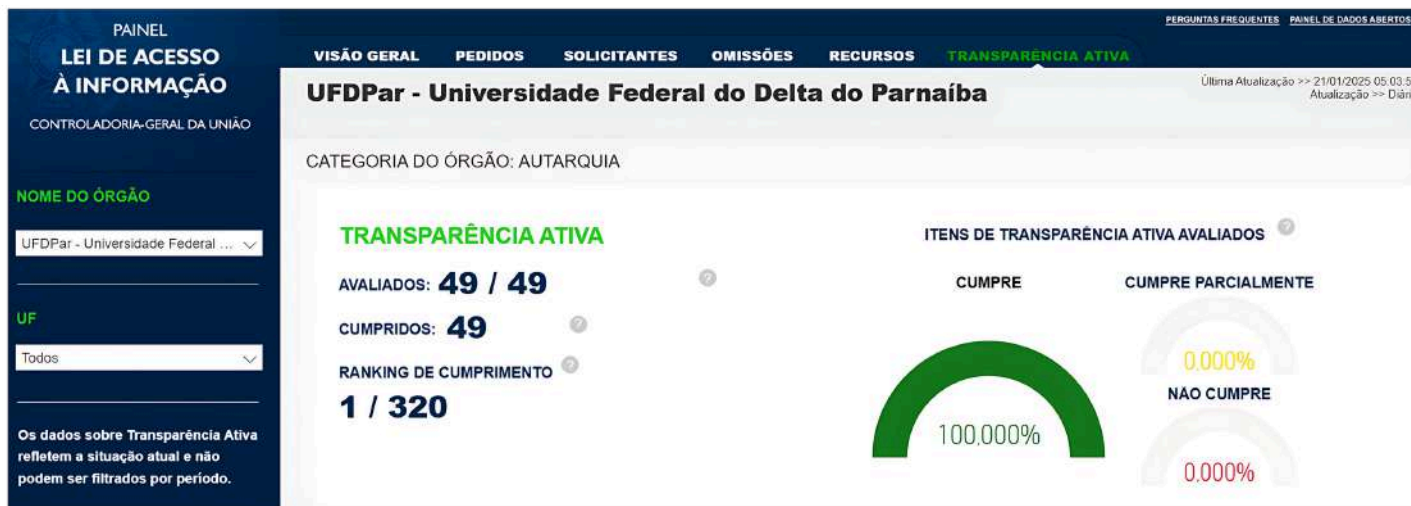 PAINEL
LEI DE ACESSO
À INFORMAÇÃO
CONTROLADORIA-GERAL DA UNIÃO
NOME DO ÓRGÃO
UFDPar - Universidade Federal ...
UF
Todos
Os dados sobre Transparência Ativa
refletem a situação atual e não
podem ser filtrados por período.
PERGUNTAS FREQUENTES PAINEL DE DADOS ABERTOS
VISÃO GERAL PEDIDOS SOLICITANTES OMISSÕES RECURSOS TRANSPARÊNCIA ATIVA
UFDPar - Universidade Federal do Delta do Parnaíba
Última Atualização >> 21/01/2025 05:03:5
Atualização >> Diári
CATEGORIA DO ÓRGÃO: AUTARQUIA
TRANSPARÊNCIA ATIVA
AVALIADOS: 49 / 49 ?
CUMPRIDOS: 49 ?
RANKING DE CUMPRIMENTO ?
1 / 320
ITENS DE TRANSPARÊNCIA ATIVA AVALIADOS ?
CUMPRE
100,000%
CUMPRE PARCIALMENTE
0.000%
NÃO CUMPRE
0.000%